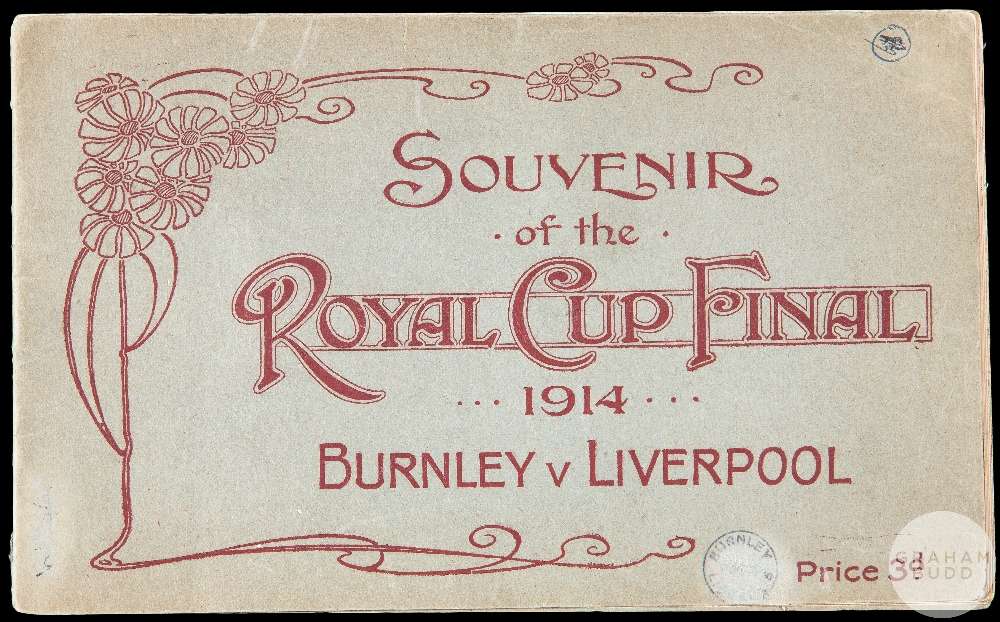 SOUVENIR
· of the ·
ROYAL CUP FINAL
··· 1914 ···
BURNLEY V LIVERPOOL
BURNLEY
Price 3D
GRAHAM
BUDD